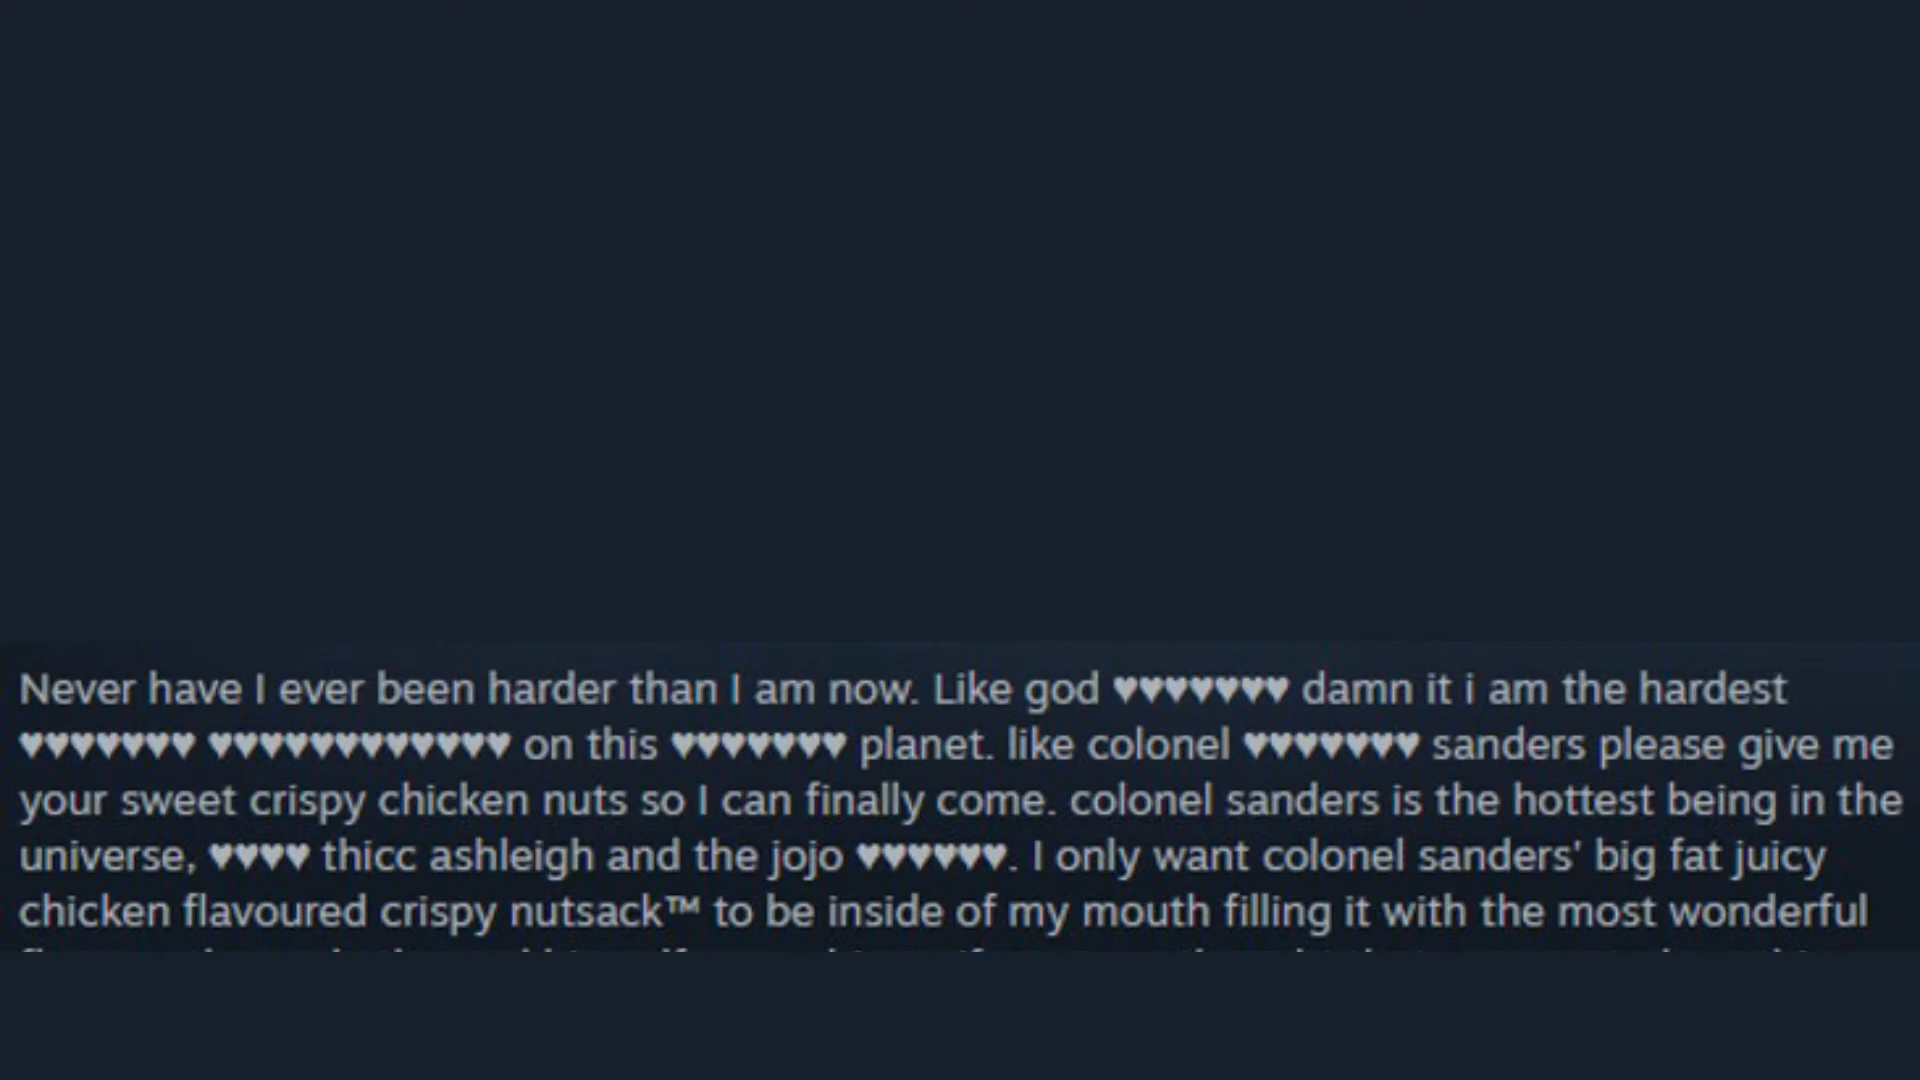 Never have I ever been harder than I am now. Like god ♥♥♥♥♥♥♥ damn it i am the hardest
♥♥♥♥♥♥♥ ♥♥♥♥♥♥♥♥♥♥♥♥ on this ♥♥♥♥♥♥♥ planet. like colonel ♥♥♥♥♥♥♥ sanders please give me
your sweet crispy chicken nuts so I can finally come. colonel sanders is the hottest being in the
universe, ♥♥♥♥ thicc ashleigh and the jojo ♥♥♥♥♥♥. I only want colonel sanders' big fat juicy
chicken flavoured crispy nutsack™ to be inside of my mouth filling it with the most wonderful